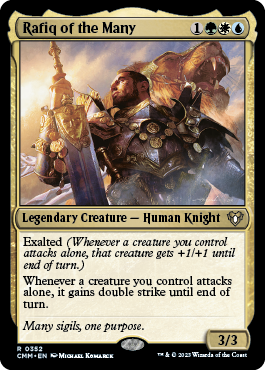 Rafiq of the Many 1
Legendary Creature — Human Knight
Exalted (Whenever a creature you control
attacks alone, that creature gets +1/+1 until
end of turn.)
Whenever a creature you control attacks
alone, it gains double strike until end of
turn.
Many sigils, one purpose.
3/3
R 0352
CMM • EN MICHAEL KOMARCK
™ & © 2023 Wizards of the Coast